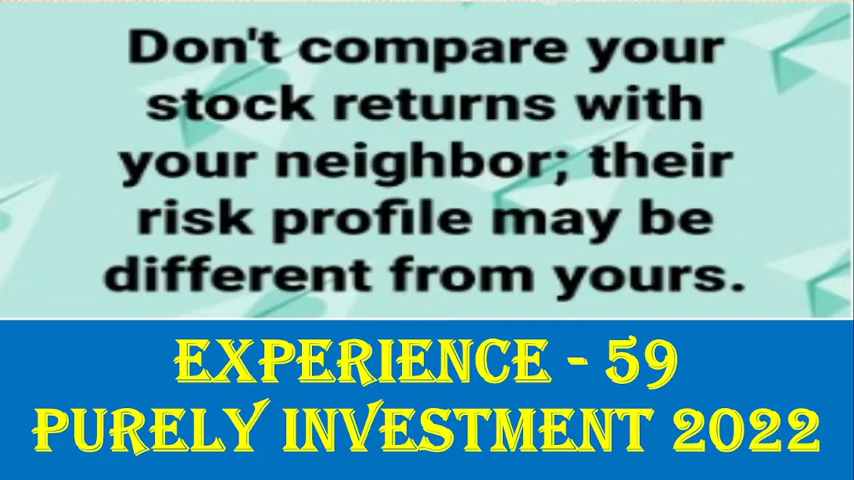 Don't compare your
stock returns with
your neighbor; their
risk profile may be
different from yours.
EXPERIENCE - 59
PURELY INVESTMENT 2022